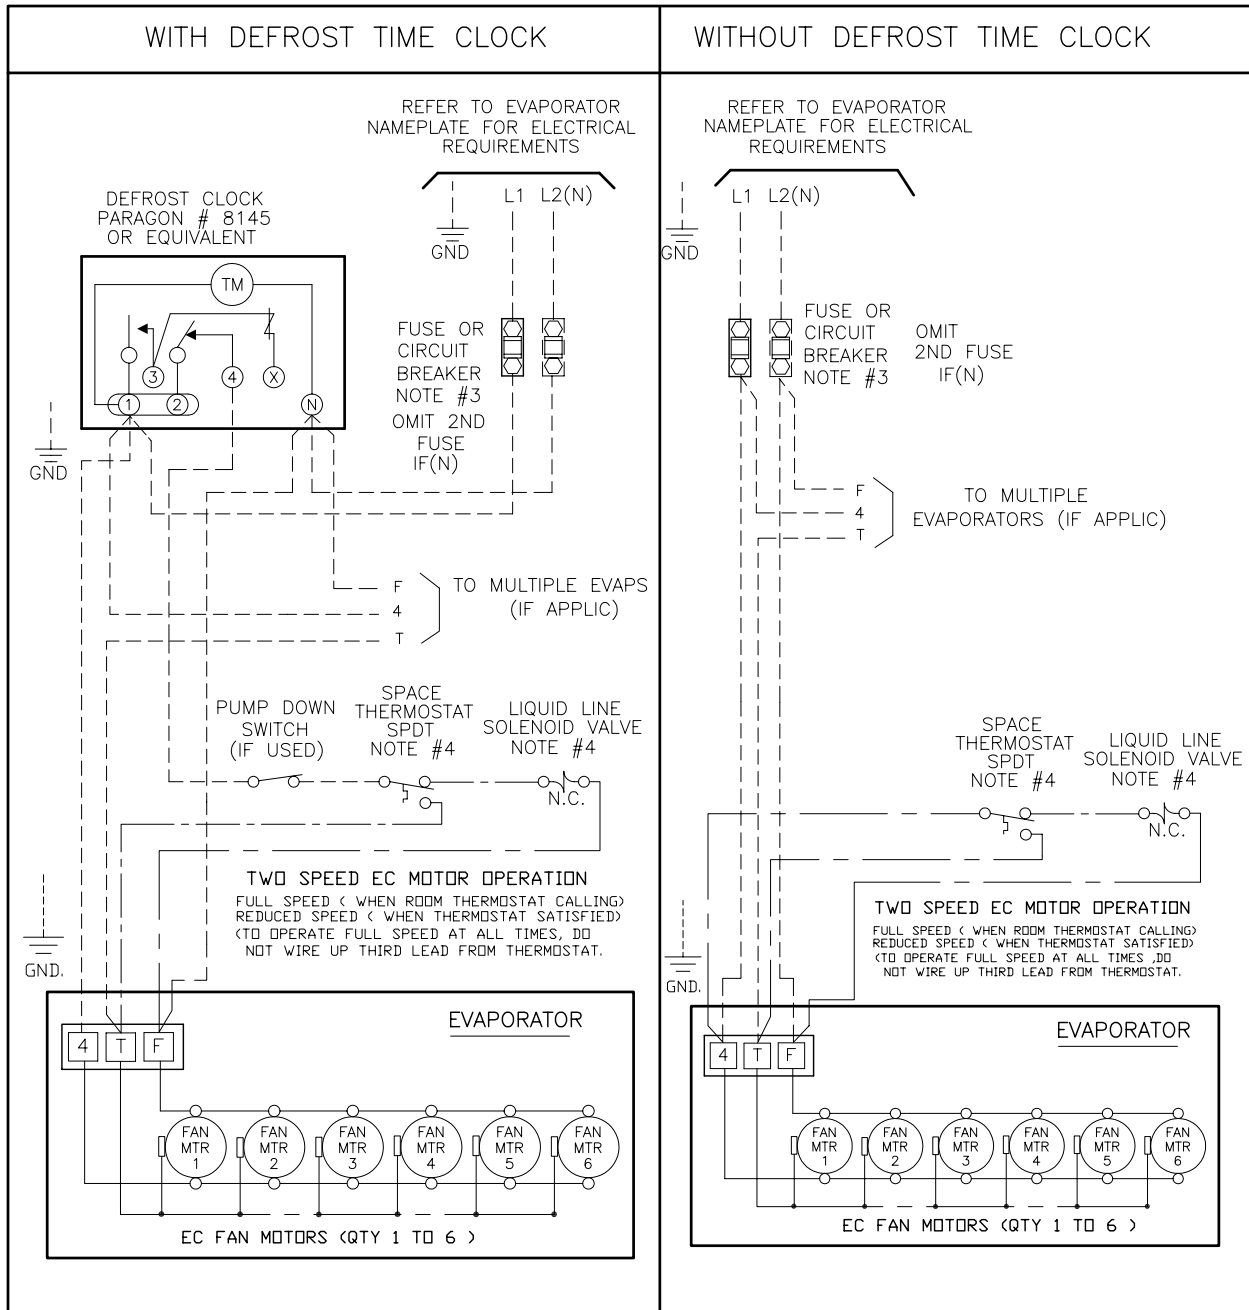 WITH DEFROST TIME CLOCK
REFER TO EVAPORATOR
NAMEPLATE FOR ELECTRICAL
REQUIREMENTS
DEFROST CLOCK
PARAGON # 8145
OR EQUIVALENT
L1 L2(N)
GND
TM
3 4 X
1 2 N
FUSE OR
CIRCUIT
BREAKER
NOTE #3
OMIT 2ND
FUSE
IF(N)
GND
F
4
T
TO MULTIPLE EVAPS
(IF APPLIC)
PUMP DOWN
SWITCH
(IF USED)
SPACE
THERMOSTAT
SPDT
NOTE #4
LIQUID LINE
SOLENOID VALVE
NOTE #4
N.C.
TWO SPEED EC MOTOR OPERATION
FULL SPEED ( WHEN ROOM THERMOSTAT CALLING)
REDUCED SPEED ( WHEN THERMOSTAT SATISFIED)
(TO OPERATE FULL SPEED AT ALL TIMES, DO
NOT WIRE UP THIRD LEAD FROM THERMOSTAT.
GND.
EVAPORATOR
4 T F
FAN MTR 1
FAN MTR 2
FAN MTR 3
FAN MTR 4
FAN MTR 5
FAN MTR 6
EC FAN MOTORS (QTY 1 TO 6 )
WITHOUT DEFROST TIME CLOCK
REFER TO EVAPORATOR
NAMEPLATE FOR ELECTRICAL
REQUIREMENTS
L1 L2(N)
GND
FUSE OR
CIRCUIT
BREAKER
NOTE #3
OMIT
2ND FUSE
IF(N)
F
4
T
TO MULTIPLE
EVAPORATORS (IF APPLIC)
SPACE
THERMOSTAT
SPDT
NOTE #4
LIQUID LINE
SOLENOID VALVE
NOTE #4
N.C.
TWO SPEED EC MOTOR OPERATION
FULL SPEED ( WHEN ROOM THERMOSTAT CALLING)
REDUCED SPEED ( WHEN THERMOSTAT SATISFIED)
(TO OPERATE FULL SPEED AT ALL TIMES ,DO
NOT WIRE UP THIRD LEAD FROM THERMOSTAT.
GND.
EVAPORATOR
4 T F
FAN MTR 1
FAN MTR 2
FAN MTR 3
FAN MTR 4
FAN MTR 5
FAN MTR 6
EC FAN MOTORS (QTY 1 TO 6 )